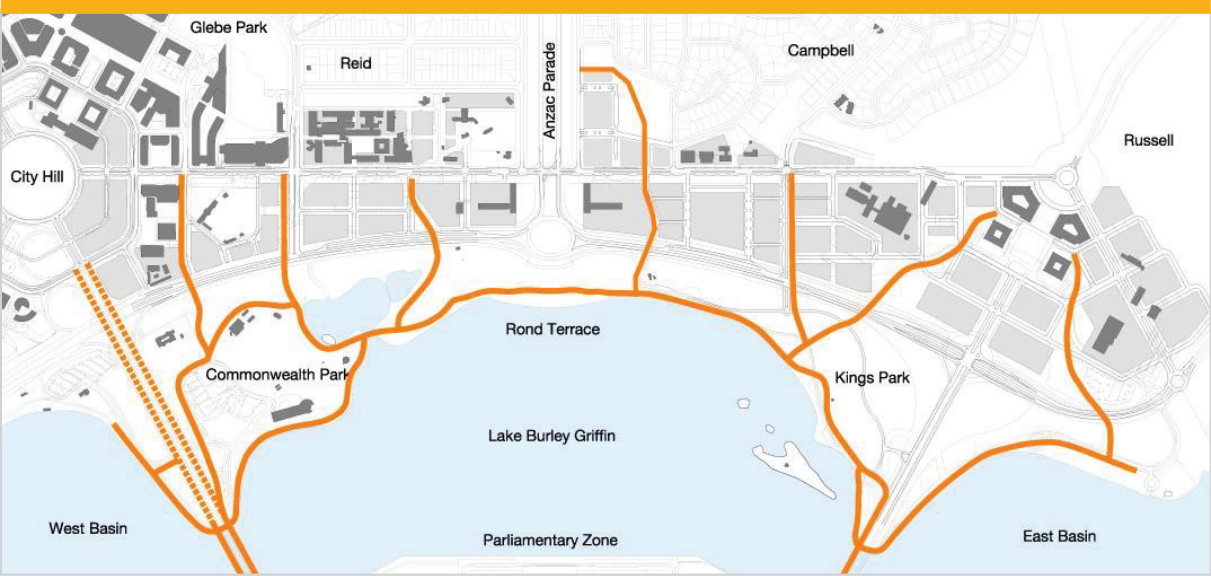 Glebe Park
Reid
Anzac Parade
Campbell
Russell
City Hill
Rond Terrace
Commonwealth Park
Kings Park
Lake Burley Griffin
West Basin
Parliamentary Zone
East Basin